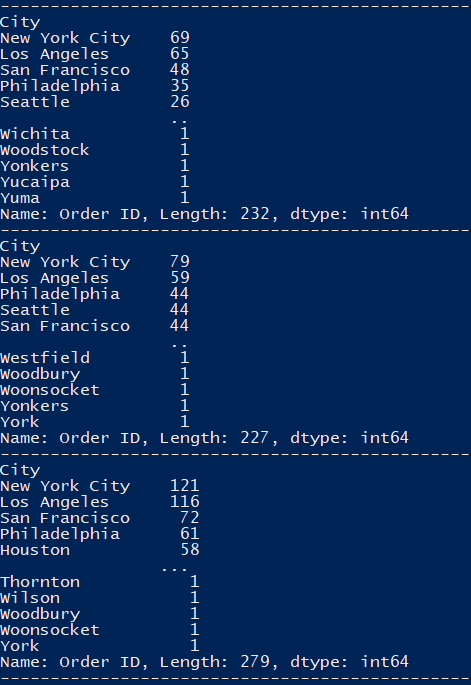 -----------------------------------------------
City
New York City    69
Los Angeles      65
San Francisco    48
Philadelphia     35
Seattle          26
                 ..
Wichita           1
Woodstock         1
Yonkers           1
Yucaipa           1
Yuma              1
Name: Order ID, Length: 232, dtype: int64
-----------------------------------------------
City
New York City    79
Los Angeles      59
Philadelphia     44
Seattle          44
San Francisco    44
                 ..
Westfield         1
Woodbury          1
Woonsocket        1
Yonkers           1
York              1
Name: Order ID, Length: 227, dtype: int64
-----------------------------------------------
City
New York City    121
Los Angeles      116
San Francisco     72
Philadelphia      61
Houston           58
                ...
Thornton           1
Wilson             1
Woodbury           1
Woonsocket         1
York               1
Name: Order ID, Length: 279, dtype: int64
-----------------------------------------------